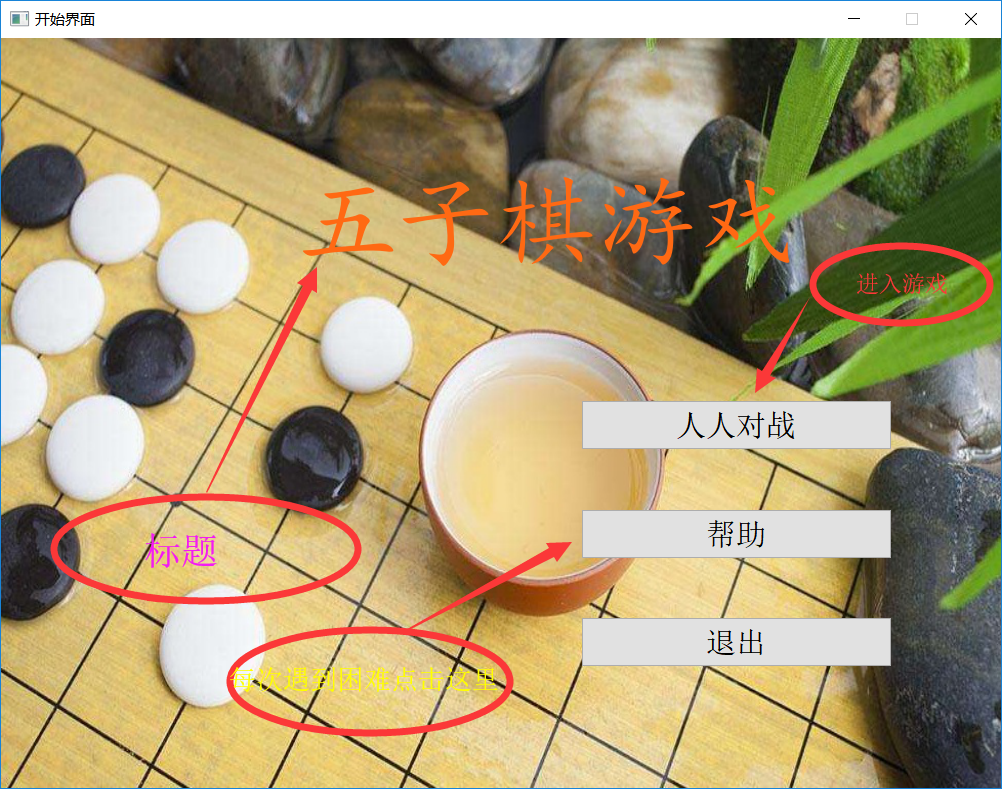 开始界面
五子棋游戏
进入游戏
人人对战
帮助
标题
退出
每次遇到困难点击这里